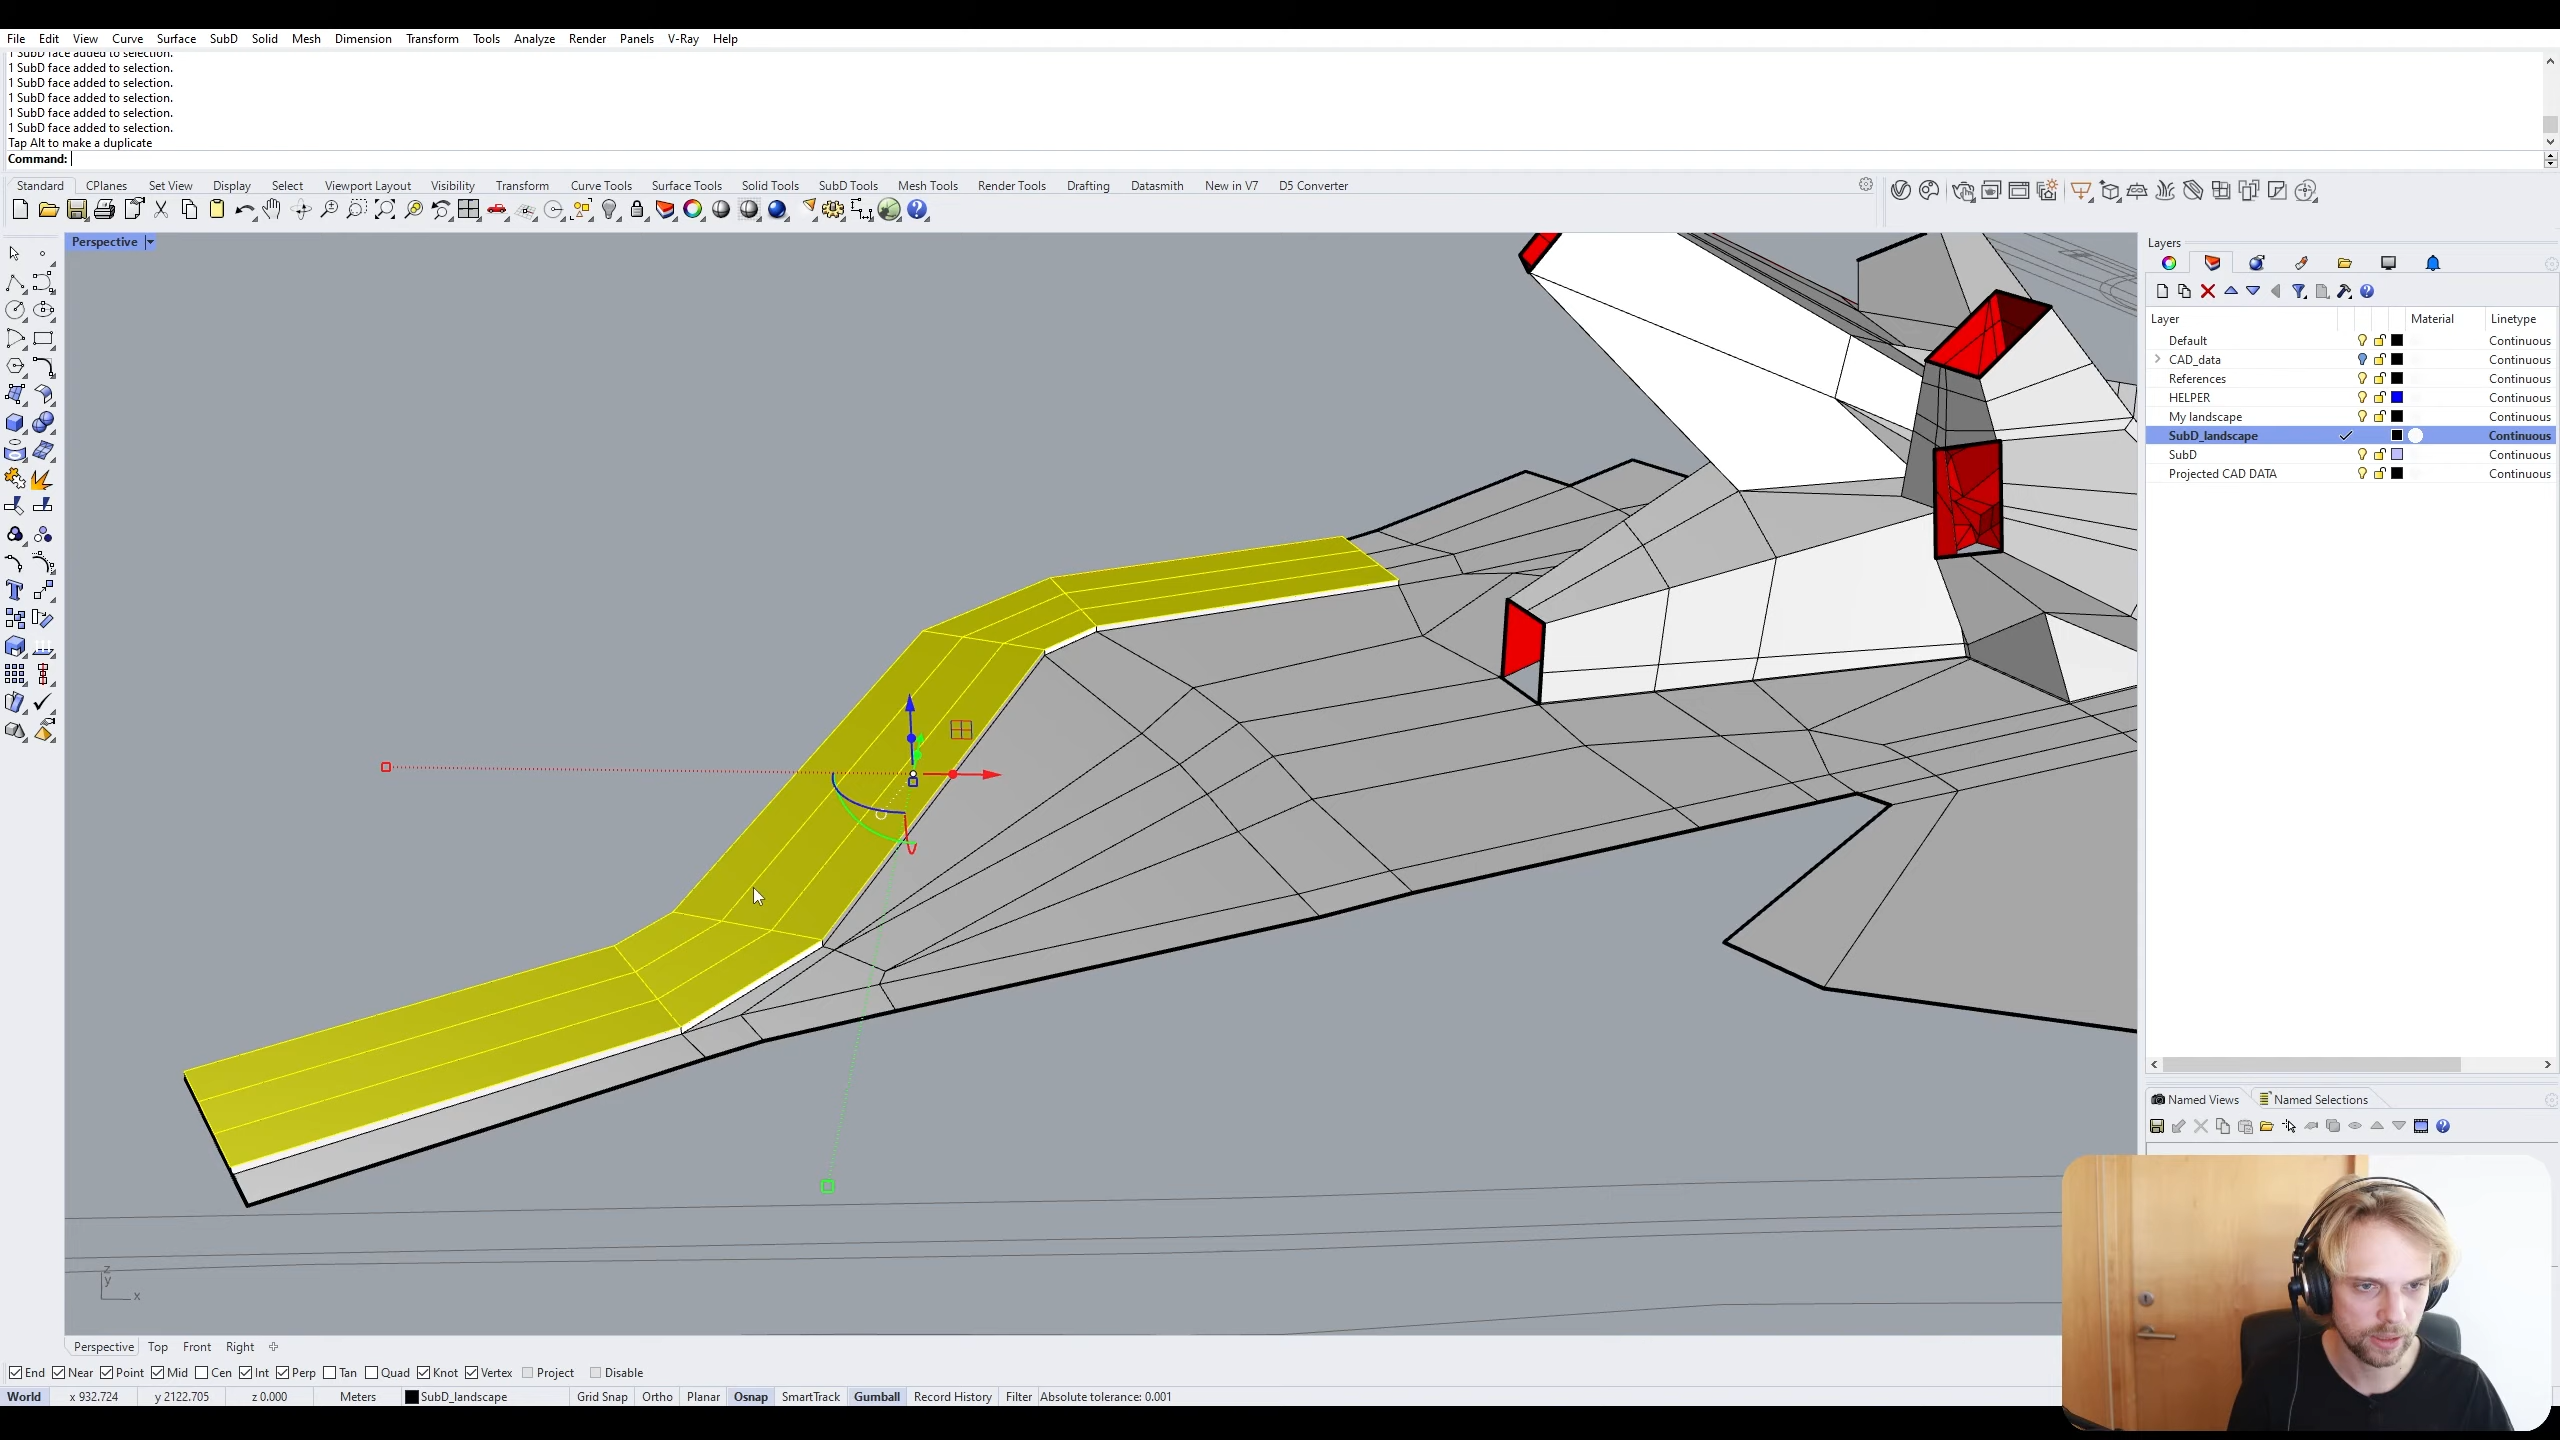 File Edit View Curve Surface SubD Solid Mesh Dimension Transform Tools Analyze Render Panels V-Ray Help
1 SubD face added to selection.
1 SubD face added to selection.
1 SubD face added to selection.
1 SubD face added to selection.
1 SubD face added to selection.
1 SubD face added to selection.
Tap Alt to make a duplicate
Command:
Standard CPlanes Set View Display Select Viewport Layout Visibility Transform Curve Tools Surface Tools Solid Tools SubD Tools Mesh Tools Render Tools Drafting Datasmith New in V7 D5 Converter
Perspective
Layers
Layer Material Linetype
Default Continuous
CAD_data Continuous
References Continuous
HELPER Continuous
My landscape Continuous
SubD_landscape Continuous
SubD Continuous
Projected CAD DATA Continuous
Named Views Named Selections
z
y
x
Perspective Top Front Right
End Near Point Mid Cen Int Perp Tan Quad Knot Vertex Project Disable
World x 932.724 y 2122.705 z 0.000 Meters SubD_landscape Grid Snap Ortho Planar Osnap SmartTrack Gumball Record History Filter Absolute tolerance: 0.001